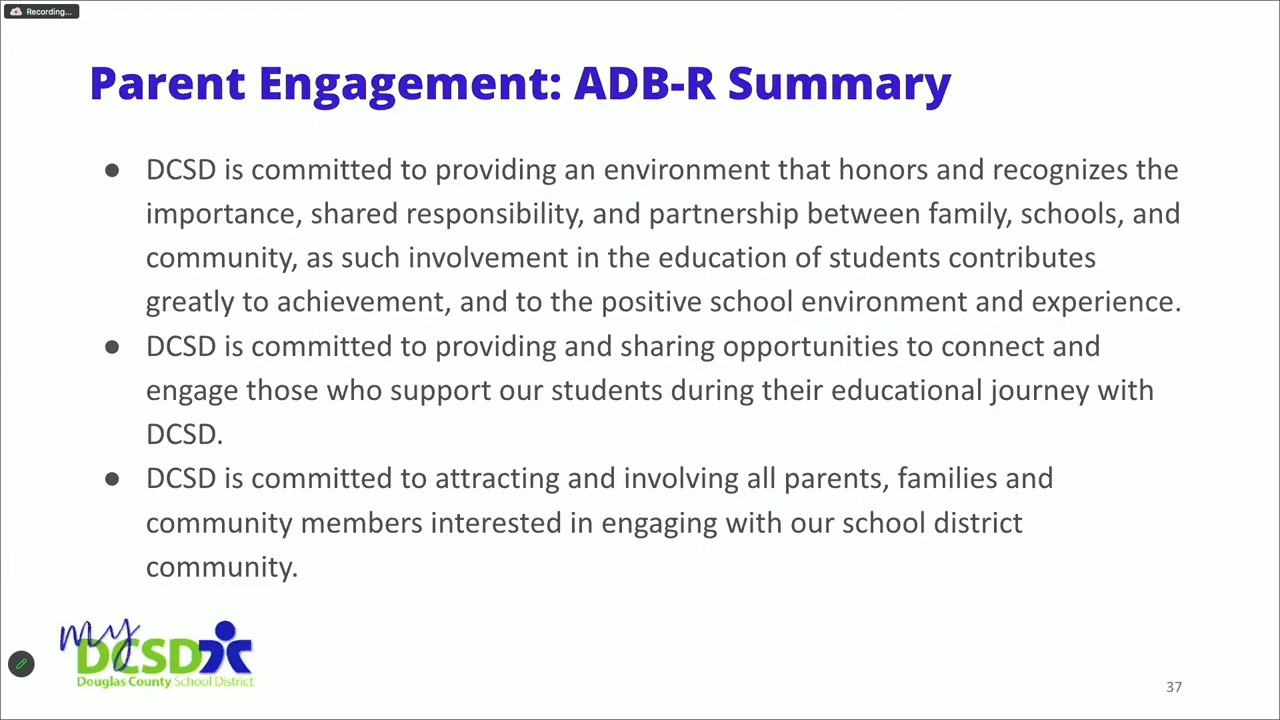 Recording...
Parent Engagement: ADB-R Summary
● DCSD is committed to providing an environment that honors and recognizes the
importance, shared responsibility, and partnership between family, schools, and
community, as such involvement in the education of students contributes
greatly to achievement, and to the positive school environment and experience.
● DCSD is committed to providing and sharing opportunities to connect and
engage those who support our students during their educational journey with
DCSD.
● DCSD is committed to attracting and involving all parents, families and
community members interested in engaging with our school district
community.
my
DCSD
Douglas County School District
37